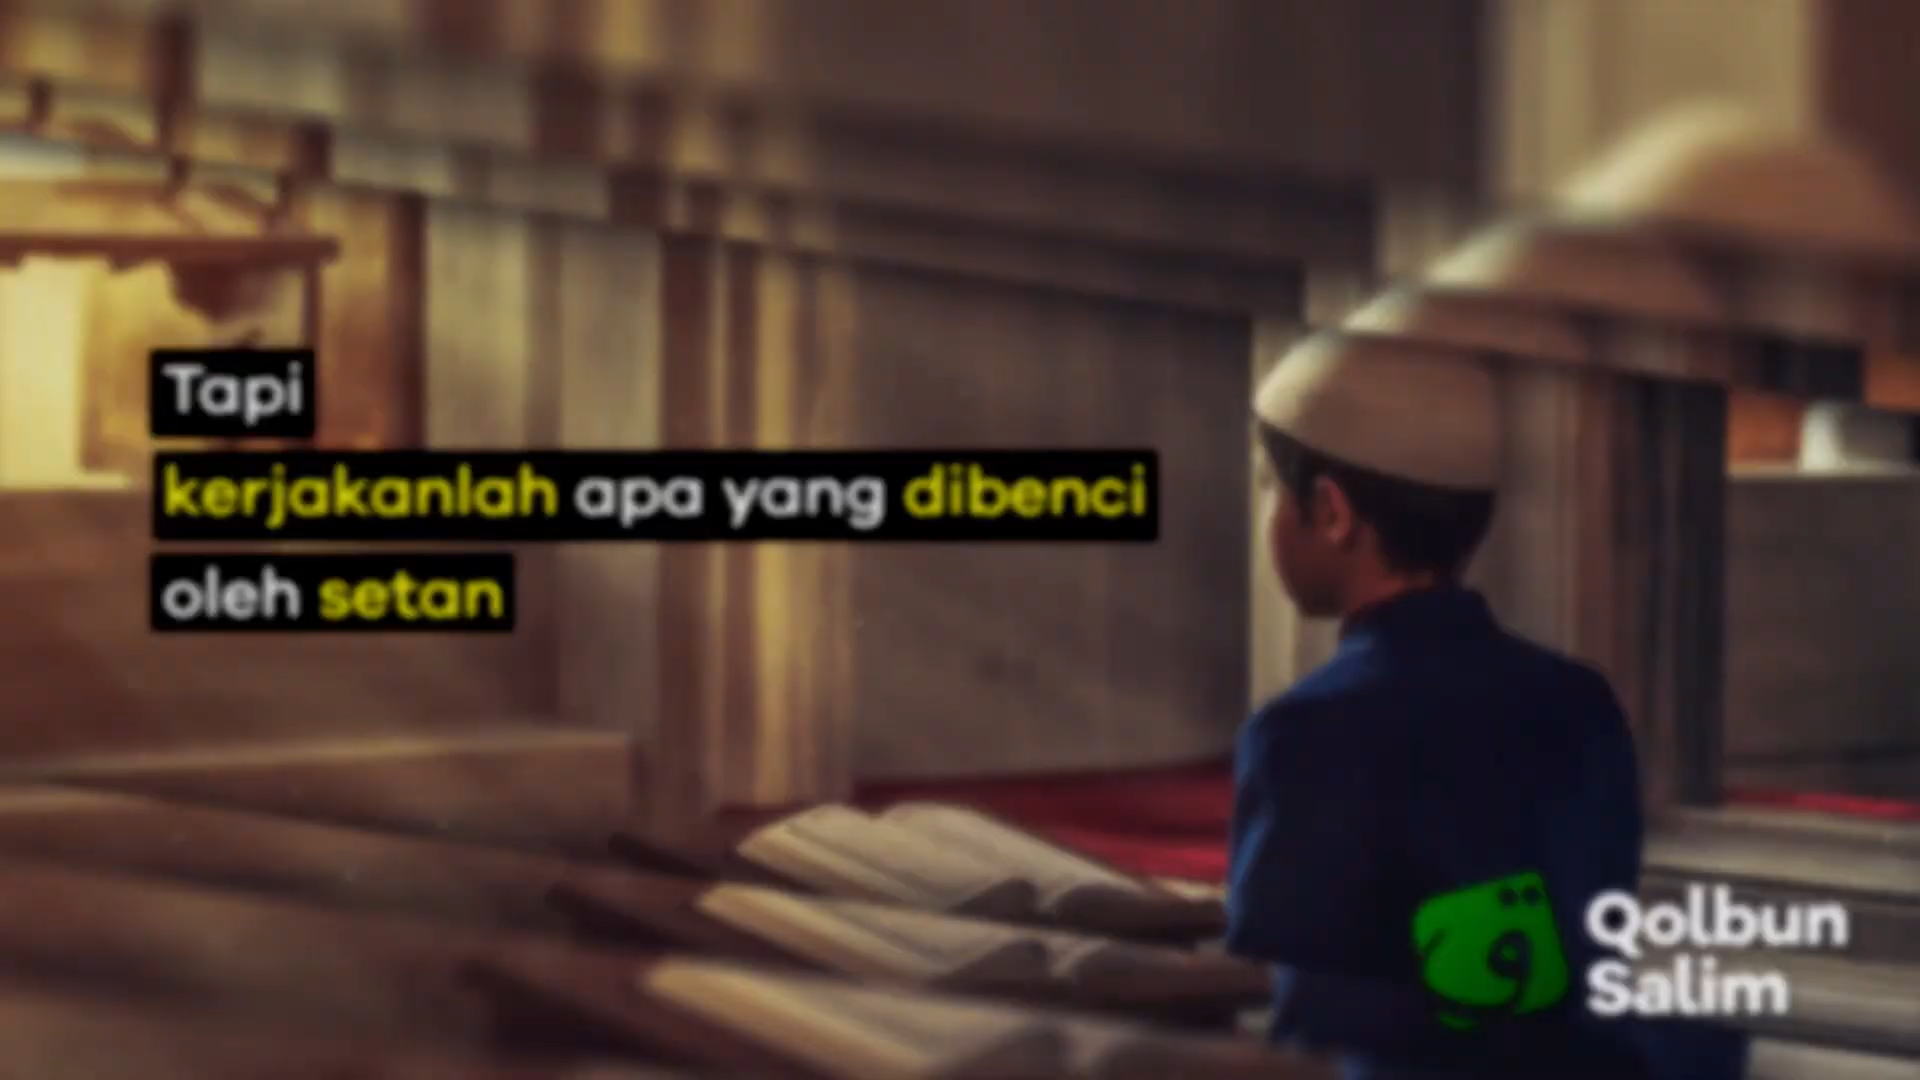 Tapi
kerjakanlah apa yang dibenci
oleh setan
Qolbun
Salim